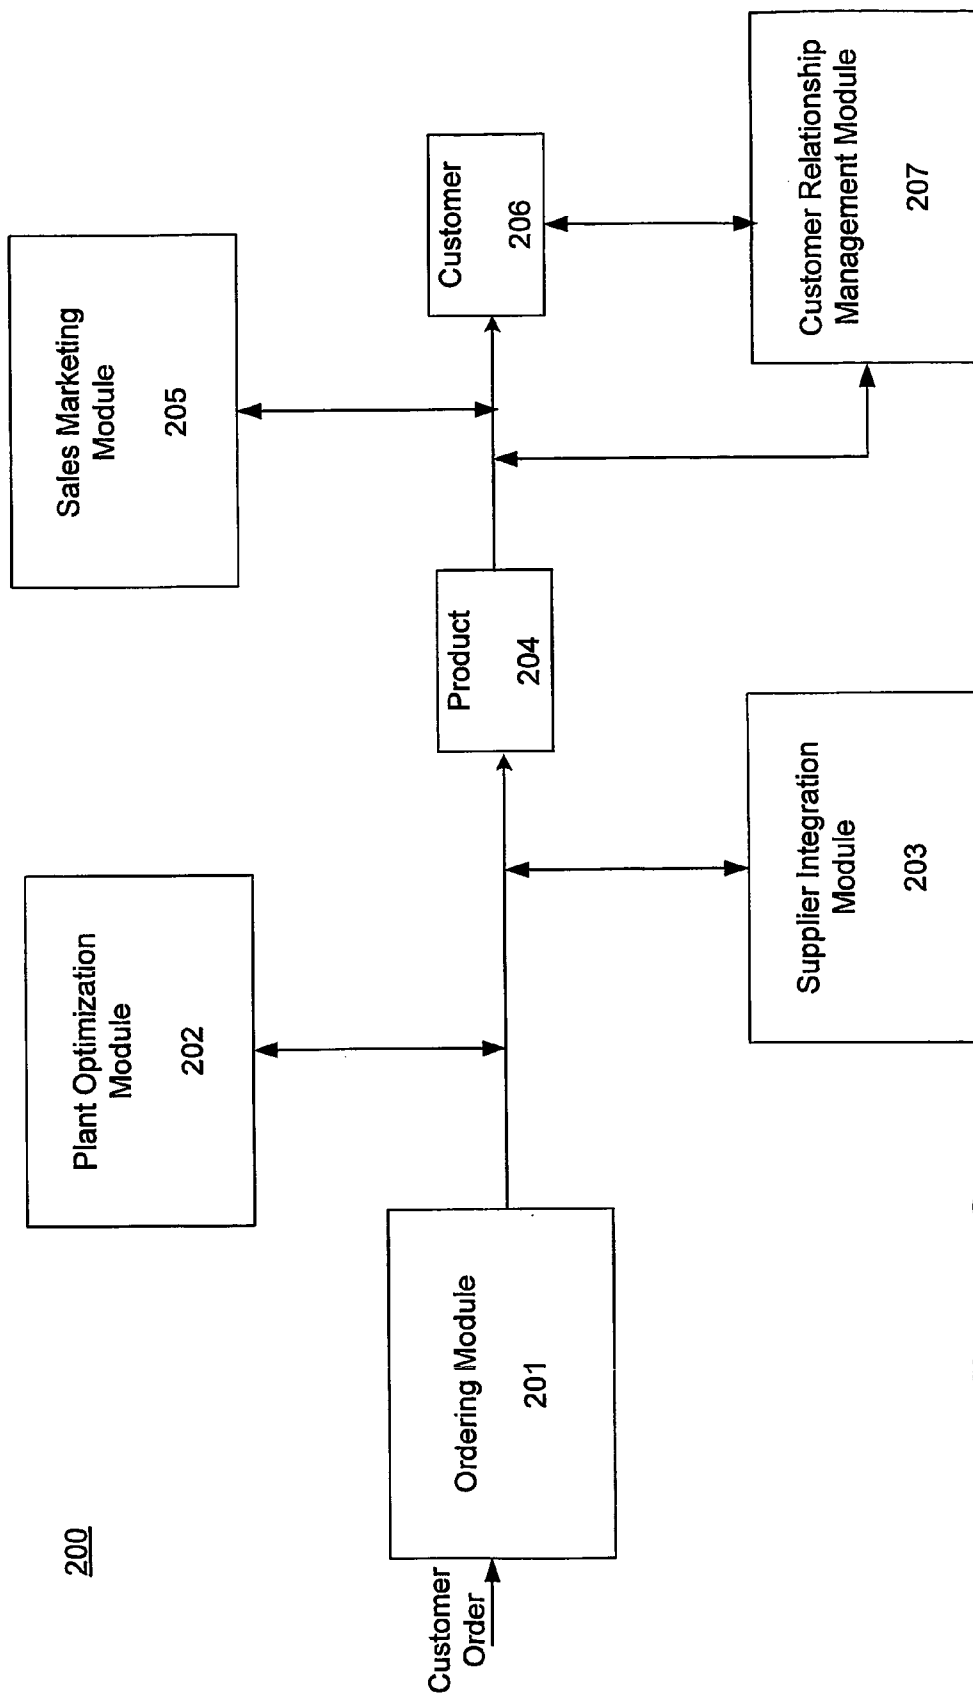 200
Customer
Order
Ordering Module
201
Plant Optimization
Module
202
Supplier Integration
Module
203
Product
204
Sales Marketing
Module
205
Customer
206
Customer Relationship
Management Module
207